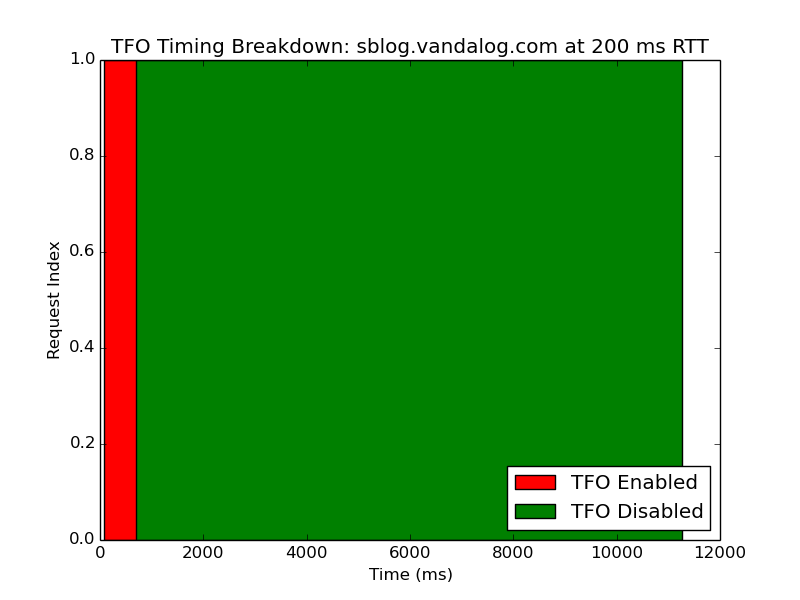 TFO Timing Breakdown: sblog.vandalog.com at 200 ms RTT
1.0
0.8
0.6
0.4
0.2
0.0
Request Index
0 2000 4000 6000 8000 10000 12000
Time (ms)
TFO Enabled
TFO Disabled